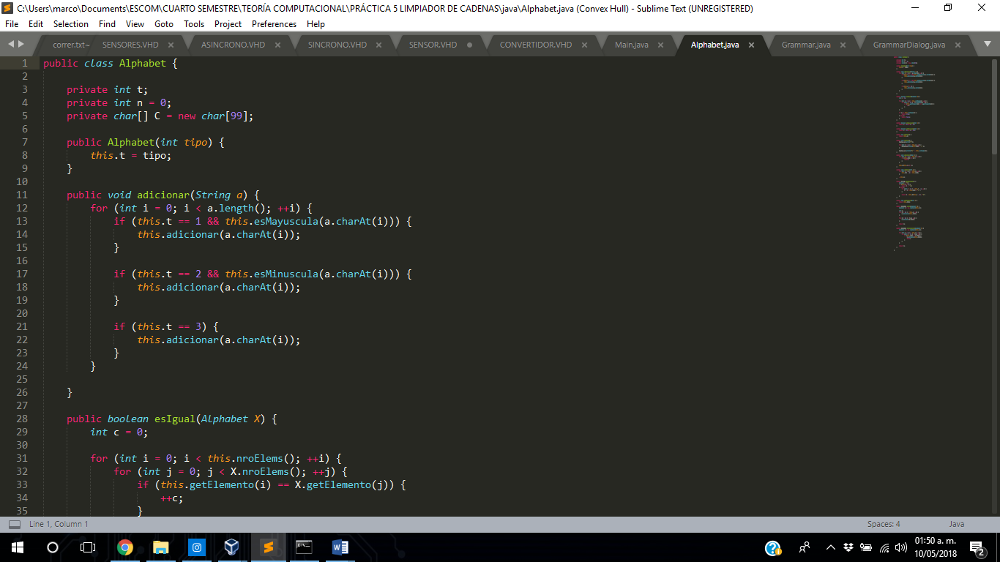 C:\Users\marco\Documents\ESCOM\CUARTO SEMESTRE\TEORÍA COMPUTACIONAL\PRÁCTICA 5 LIMPIADOR DE CADENAS\java\Alphabet.java (Convex Hull) - Sublime Text (UNREGISTERED)
File Edit Selection Find View Goto Tools Project Preferences Help
correr.txt~ SENSORES.VHD ASINCRONO.VHD SINCRONO.VHD SENSOR.VHD CONVERTIDOR.VHD Main.java Alphabet.java Grammar.java GrammarDialog.java
1 public class Alphabet {
2
3 private int t;
4 private int n = 0;
5 private char[] C = new char[99];
6
7 public Alphabet(int tipo) {
8 this.t = tipo;
9 }
10
11 public void adicionar(String a) {
12 for (int i = 0; i < a.length(); ++i) {
13 if (this.t == 1 && this.esMayuscula(a.charAt(i))) {
14 this.adicionar(a.charAt(i));
15 }
16
17 if (this.t == 2 && this.esMinuscula(a.charAt(i))) {
18 this.adicionar(a.charAt(i));
19 }
20
21 if (this.t == 3) {
22 this.adicionar(a.charAt(i));
23 }
24 }
25
26 }
27
28 public boolean esIgual(Alphabet X) {
29 int c = 0;
30
31 for (int i = 0; i < this.nroElems(); ++i) {
32 for (int j = 0; j < X.nroElems(); ++j) {
33 if (this.getElemento(i) == X.getElemento(j)) {
34 ++c;
35 }
Line 1, Column 1 Spaces: 4 Java
01:50 a. m.
10/05/2018
2